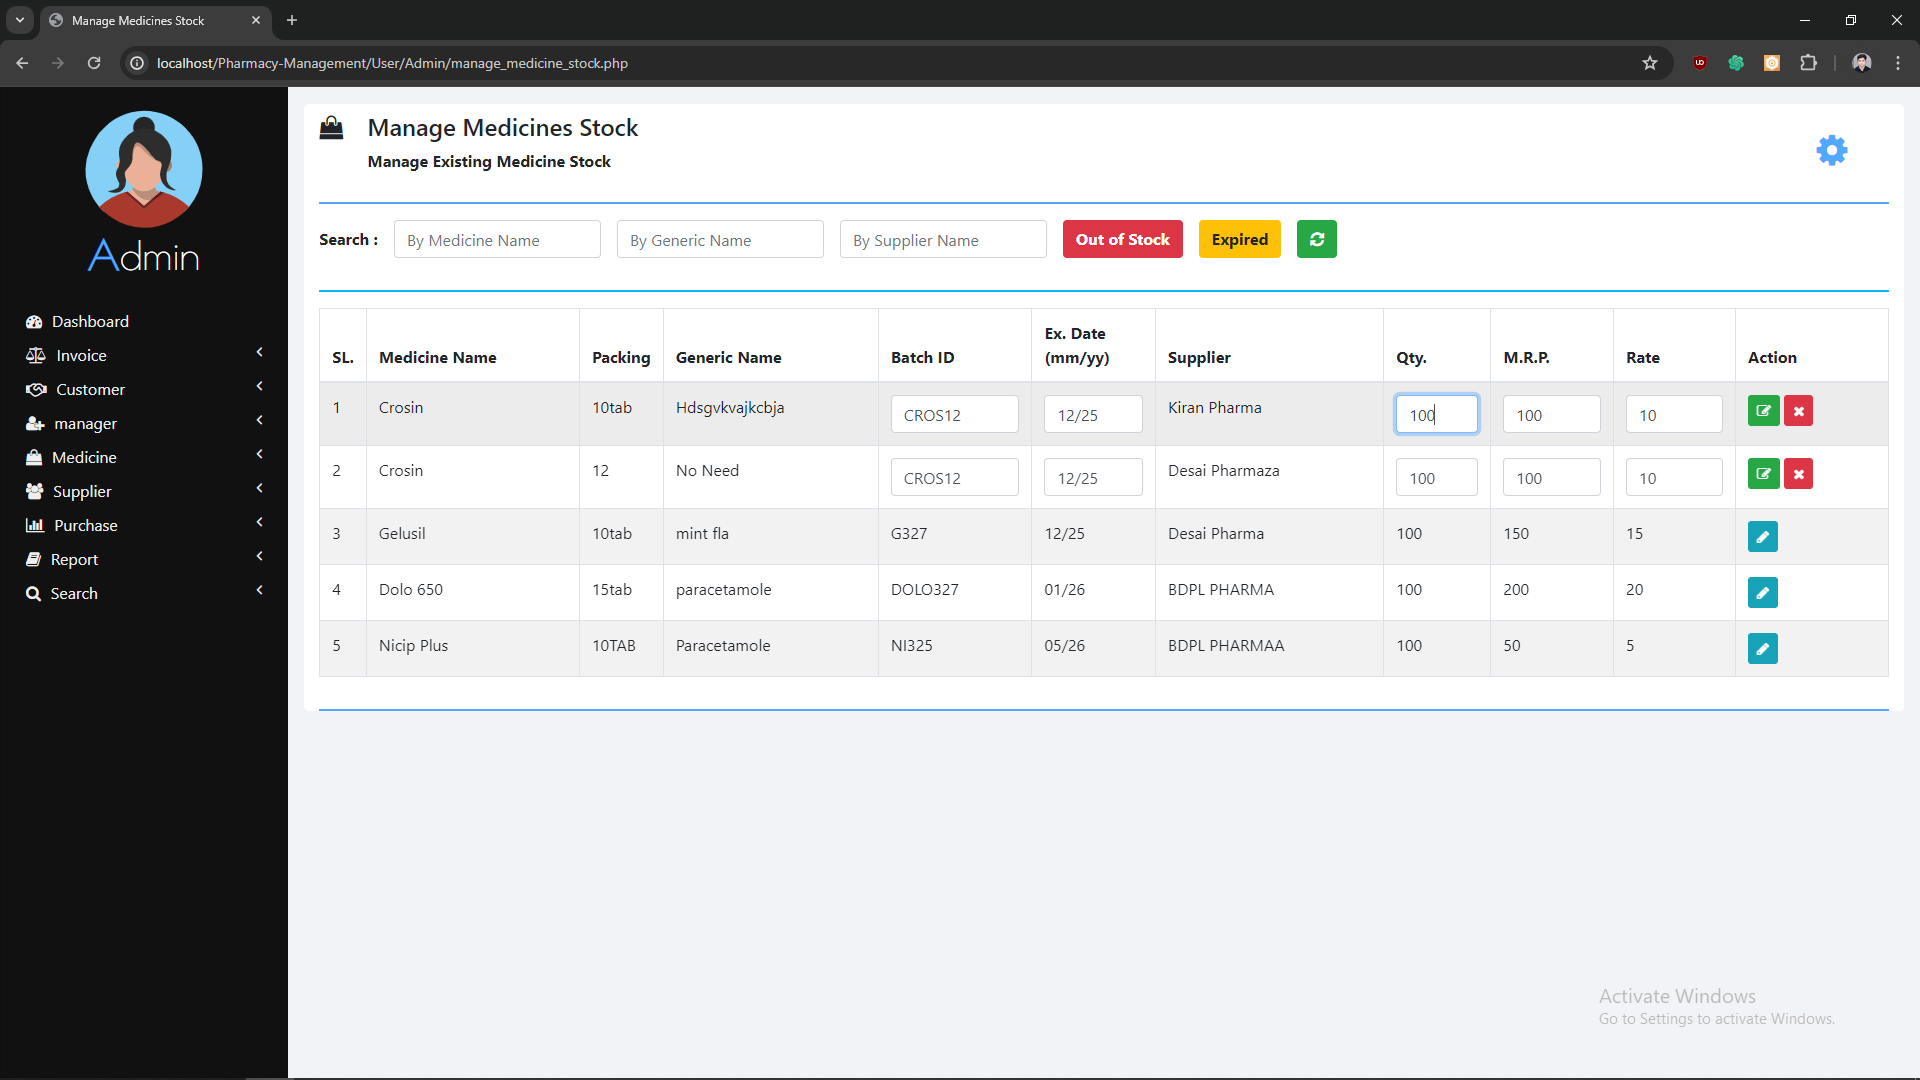 Manage Medicines Stock
localhost/Pharmacy-Management/User/Admin/manage_medicine_stock.php
Admin
Dashboard
Invoice
Customer
manager
Medicine
Supplier
Purchase
Report
Search
Manage Medicines Stock
Manage Existing Medicine Stock
Search : By Medicine Name By Generic Name By Supplier Name Out of Stock Expired
SL. Medicine Name Packing Generic Name Batch ID Ex. Date (mm/yy) Supplier Qty. M.R.P. Rate Action
1 Crosin 10tab Hdsgvkvajkcbja CROS12 12/25 Kiran Pharma 100 100 10
2 Crosin 12 No Need CROS12 12/25 Desai Pharmaza 100 100 10
3 Gelusil 10tab mint fla G327 12/25 Desai Pharma 100 150 15
4 Dolo 650 15tab paracetamole DOLO327 01/26 BDPL PHARMA 100 200 20
5 Nicip Plus 10TAB Paracetamole NI325 05/26 BDPL PHARMAA 100 50 5
Activate Windows
Go to Settings to activate Windows.